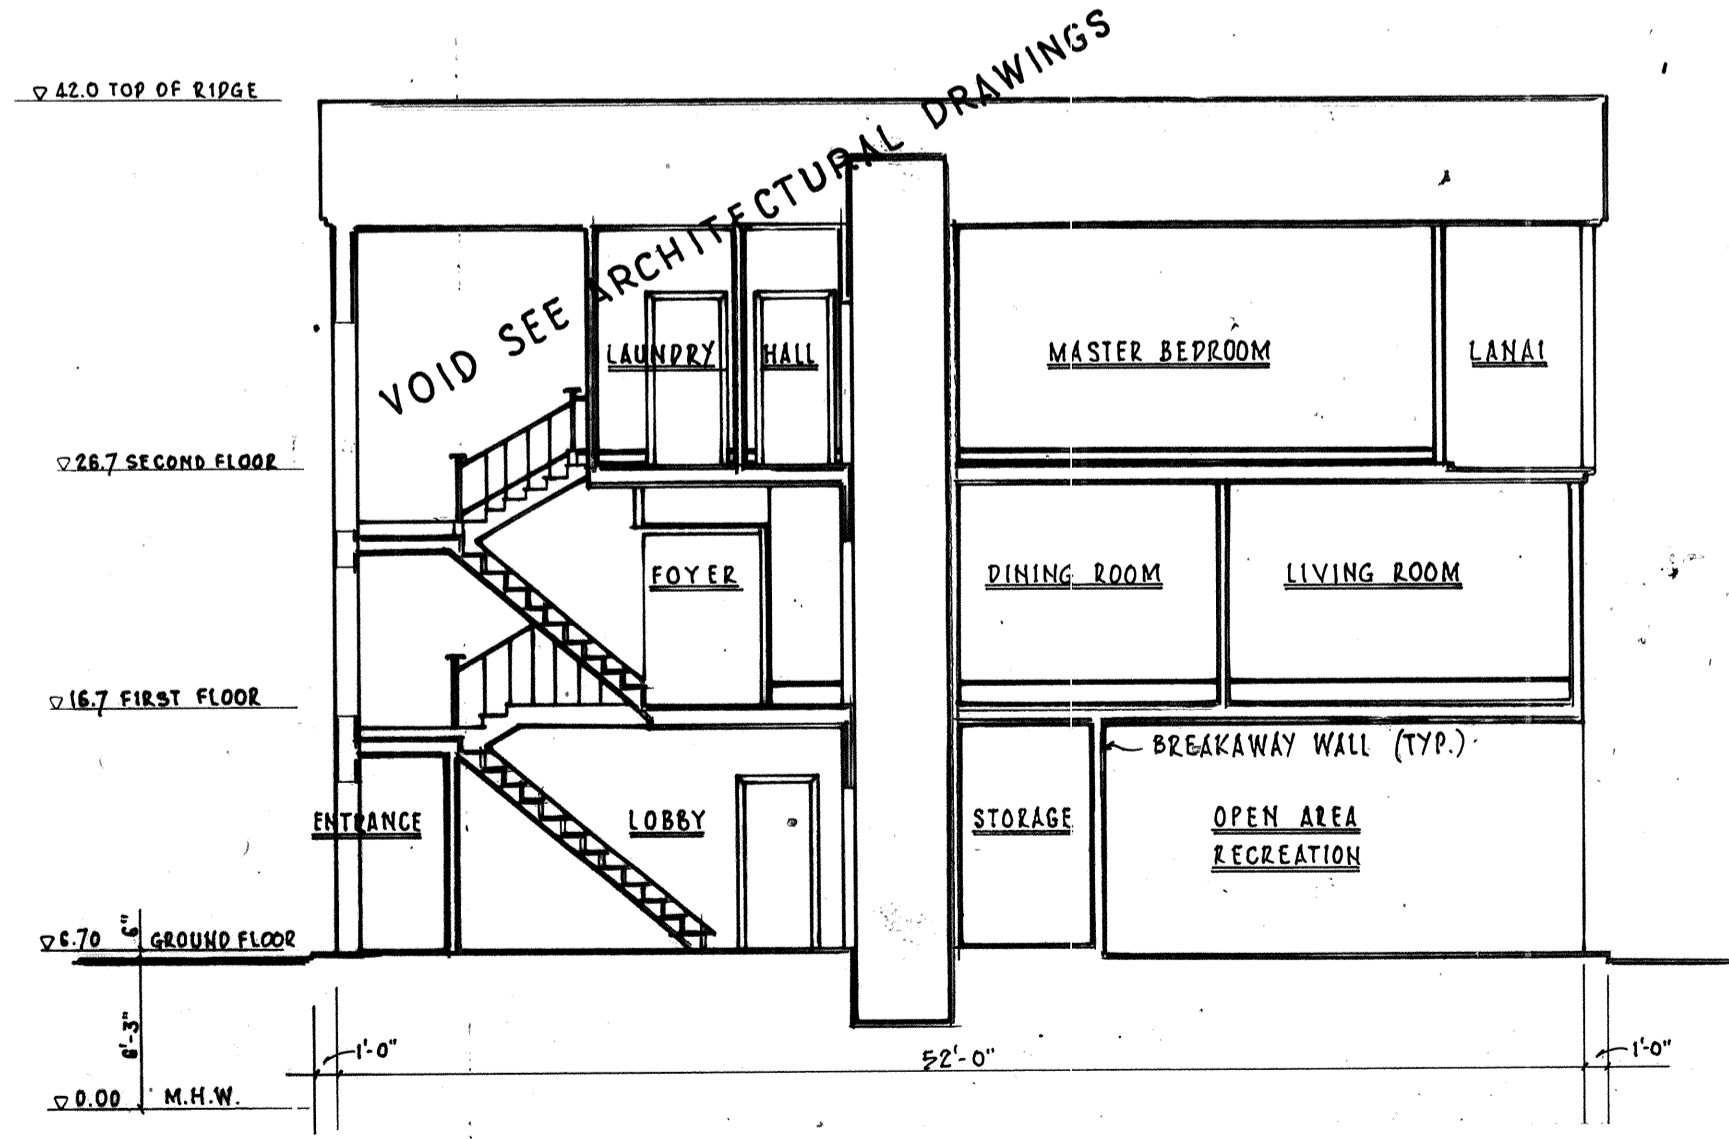 VOID SEE ARCHITECTURAL DRAWINGS
42.0 TOP OF RIDGE
LAUNDRY
HALL
MASTER BEDROOM
LANAI
26.7 SECOND FLOOR
FOYER
DINING ROOM
LIVING ROOM
16.7 FIRST FLOOR
BREAKAWAY WALL (TYP.)
ENTRANCE
LOBBY
STORAGE
OPEN AREA
RECREATION
6.70 GROUND FLOOR
6"
6'-3"
1'-0"
52'-0"
1'-0"
0.00 M.H.W.